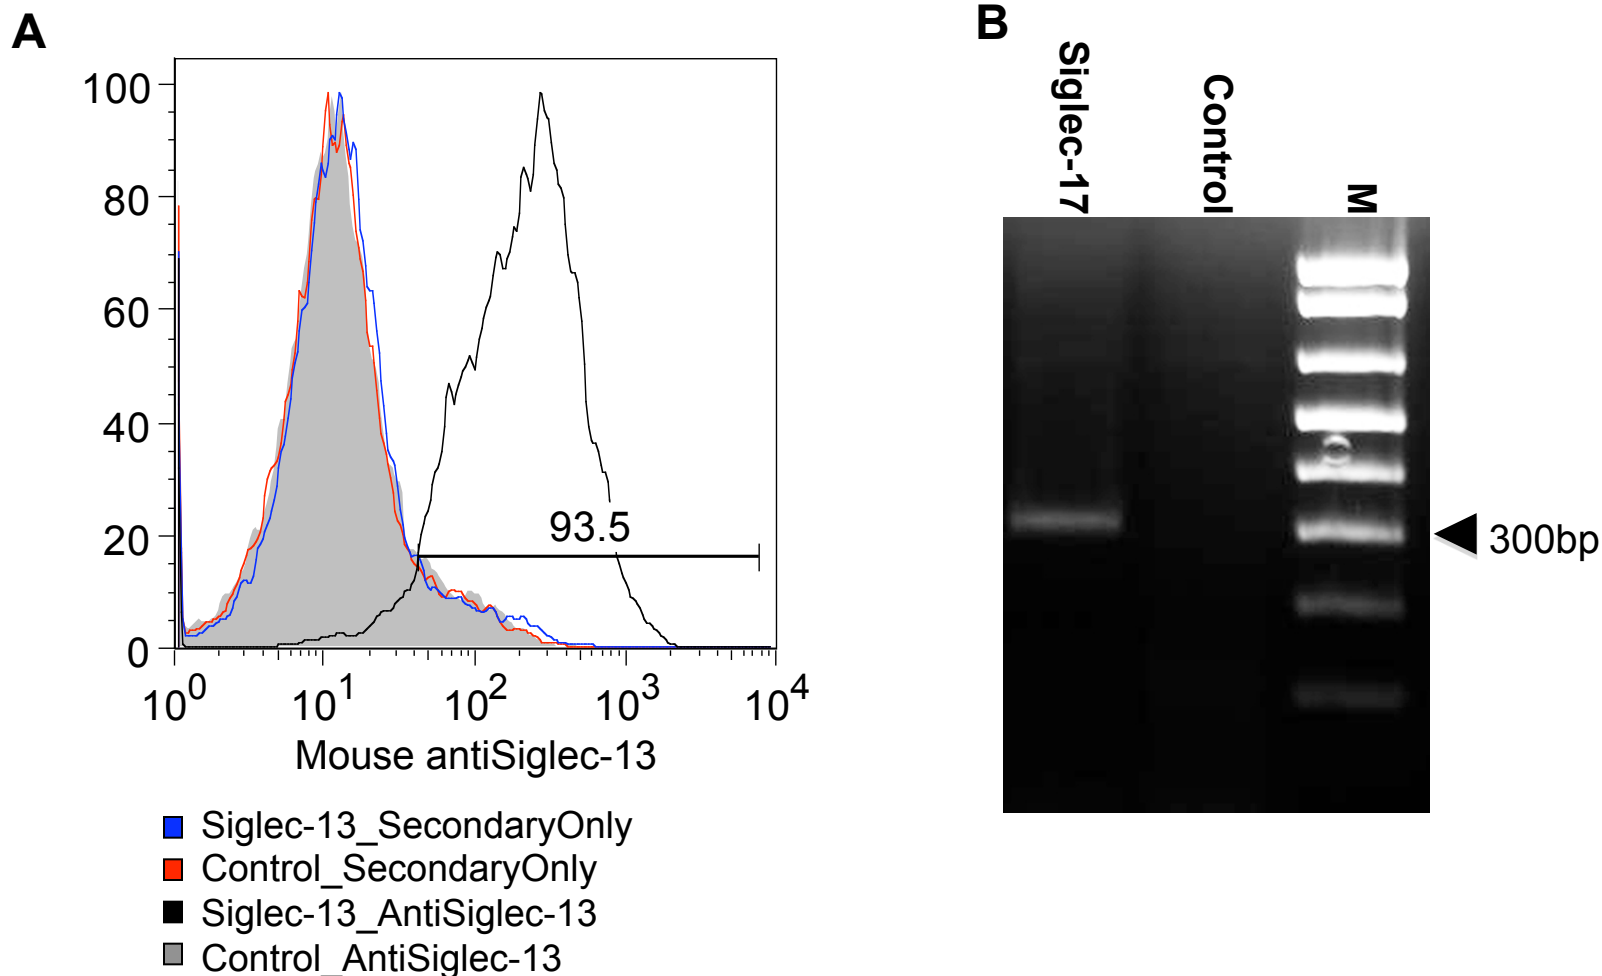 A
100
80
60
40
20
0
93.5
10^0 10^1 10^2 10^3 10^4
Mouse antiSiglec-13
Siglec-13_SecondaryOnly
Control_SecondaryOnly
Siglec-13_AntiSiglec-13
Control_AntiSiglec-13
B
Siglec-17
Control
M
300bp